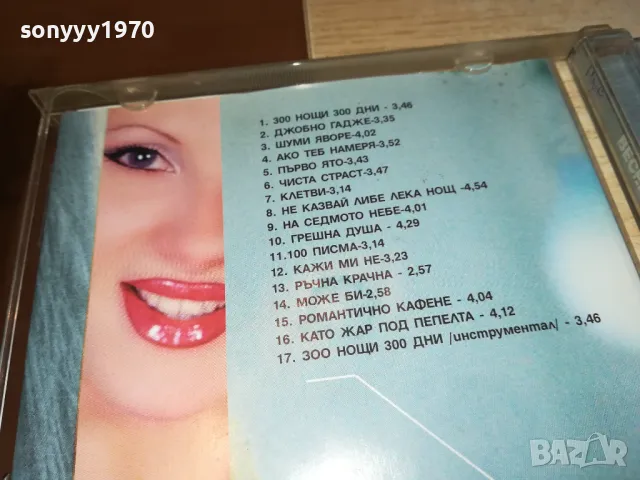 sonyyy1970
1. 300 НОЩИ 300 ДНИ - 3,46
2. ДЖОБНО ГАДЖЕ-3,35
3. ШУМИ ЯВОРЕ-4,02
4. АКО ТЕБ НАМЕРЯ-3,52
5. ПЪРВО ЯТО-3,43
6. ЧИСТА СТРАСТ-3,47
7. КЛЕТВИ-3,14
8. НЕ КАЗВАЙ ЛИБЕ ЛЕКА НОЩ -4,54
9. НА СЕДМОТО НЕБЕ-4,01
10. ГРЕШНА ДУША - 4,29
11.100 ПИСМА-3,14
12. КАЖИ МИ НЕ-3,23
13. РЪЧНА КРАЧНА - 2,57
14. МОЖЕ БИ-2,58
15. РОМАНТИЧНО КАФЕНЕ - 4,04
16. КАТО ЖАР ПОД ПЕПЕЛТА - 4,12
17. ЗОО НОЩИ 300 ДНИ /инструментал/ - 3,46
BAZAR
bg